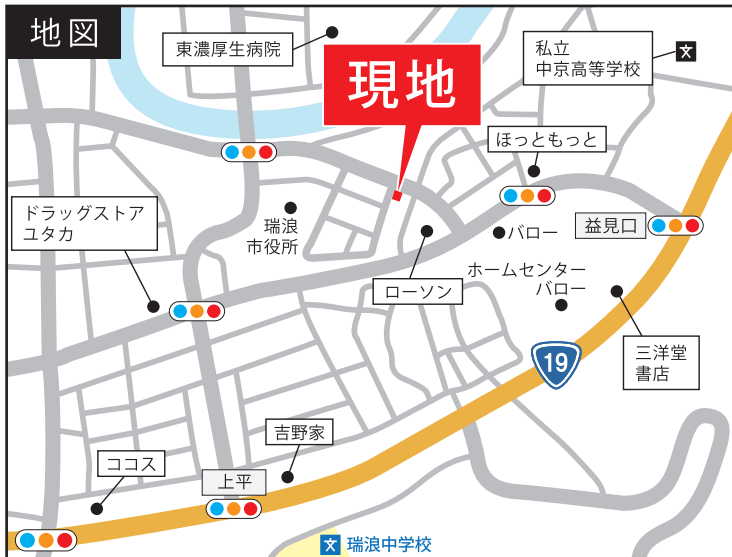 地図
東濃厚生病院
現地
私立
中京高等学校
文
ほっともっと
ドラッグストア
ユタカ
瑞浪
市役所
バロー
益見口
ローソン
ホームセンター
バロー
19
三洋堂
書店
吉野家
ココス
上平
文 瑞浪中学校